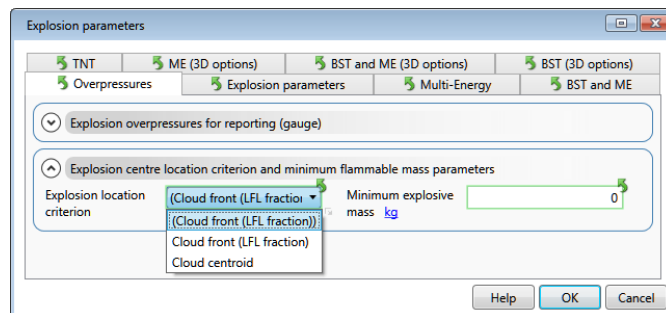 Explosion parameters
TNT ME (3D options) BST and ME (3D options) BST (3D options)
Overpressures Explosion parameters Multi-Energy BST and ME
Explosion overpressures for reporting (gauge)
Explosion centre location criterion and minimum flammable mass parameters
Explosion location (Cloud front (LFL fraction Minimum explosive 0
criterion mass kg
(Cloud front (LFL fraction))
Cloud front (LFL fraction)
Cloud centroid
Help OK Cancel